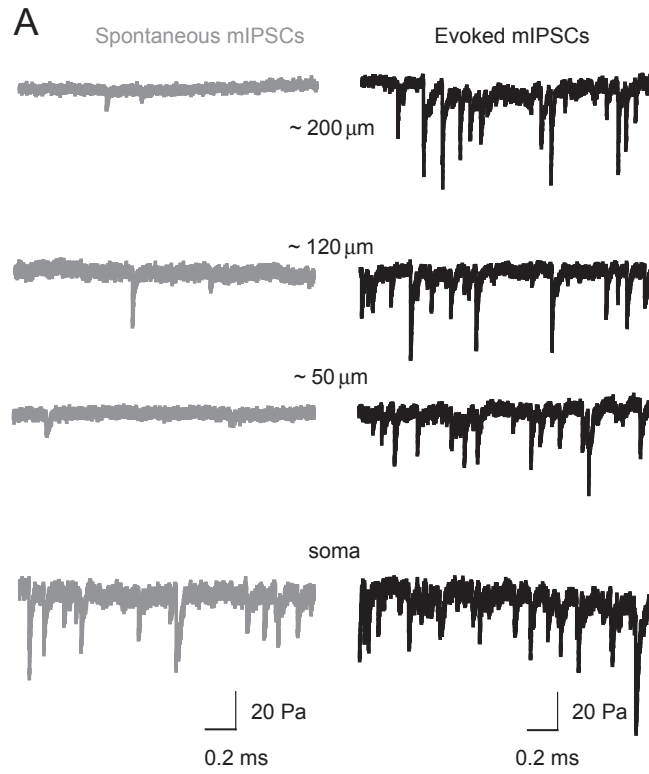 A
Spontaneous mIPSCs
Evoked mIPSCs
~ 200 μm
~ 120 μm
~ 50 μm
soma
20 Pa
0.2 ms
20 Pa
0.2 ms